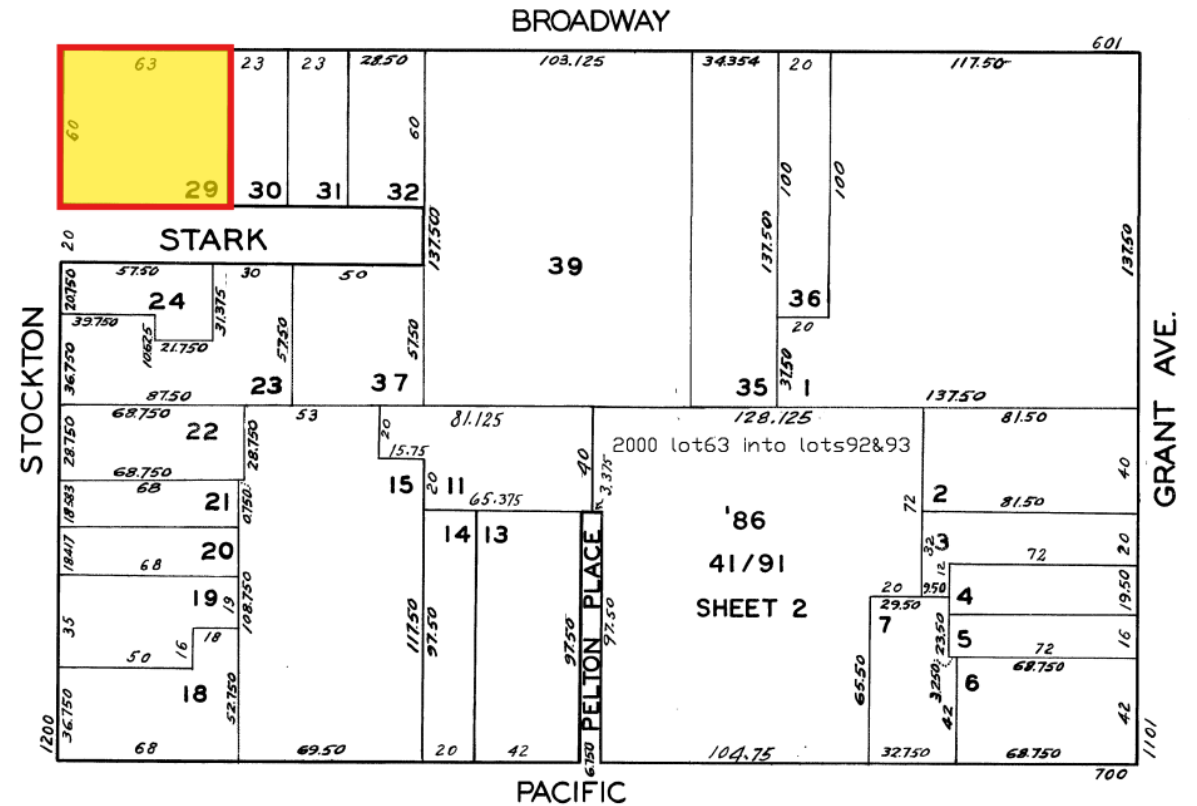 BROADWAY
601
63 23 23 28.50 103.125 34.354 20 117.50
60 60 100 100
29 30 31 32
20 STARK 137.50 39 137.50 137.50
57.50 30 50
20.750 24 31.375 36
39.750 20
10.625 21.750 57.50 57.50
36.750 23 37 35 37.50 1
87.50 137.50
STOCKTON
GRANT AVE.
68.750 53 81.125 128.125 81.50
22 20 2000 lot63 into lots92&93
28.750 28.750 15.75 40 3.375 40
68.750 15 20 11 72 2
68 65.375 81.50
18.583 21 0.750 14 13 '86 3
20 32 72 20
18.417 68 41/91 12
19 19 108.750 SHEET 2 20 9.50 4 19.50
35 18 29.50
16 117.50 97.50 97.50 PELTON PLACE 97.50 7 23.50 5 16
50 72
18 68.750
36.750 52.750 65.50 3.250 6
42 42
1200 1101
68 69.50 20 42 6.750 104.75 32.750 68.750
PACIFIC 700